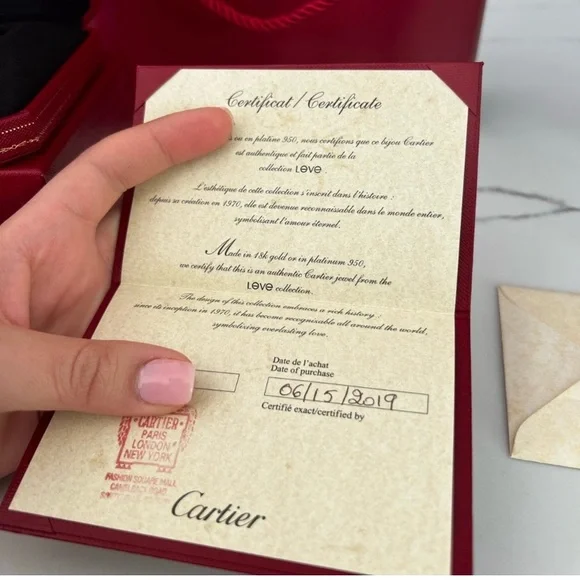 Certificat / Certificate
en platine 950, nous certifions que ce bijou Cartier
est authentique et fait partie de la
collection LOVE
L'esthétique de cette collection s'inscrit dans l'histoire :
depuis sa création en 1970, elle est devenue reconnaissable dans le monde entier,
symbolisant l'amour éternel.
Made in 18k gold or in platinum 950,
we certify that this is an authentic Cartier jewel from the
LOVE collection.
The design of this collection embraces a rich history
since its inception in 1970, it has become recognizable all around the world,
symbolizing everlasting love.
Date de l'achat
Date of purchase
06/15/2019
Certifié exact/certified by
CARTIER
PARIS
LONDON
NEW YORK
FASHION SQUARE MALL
Cartier